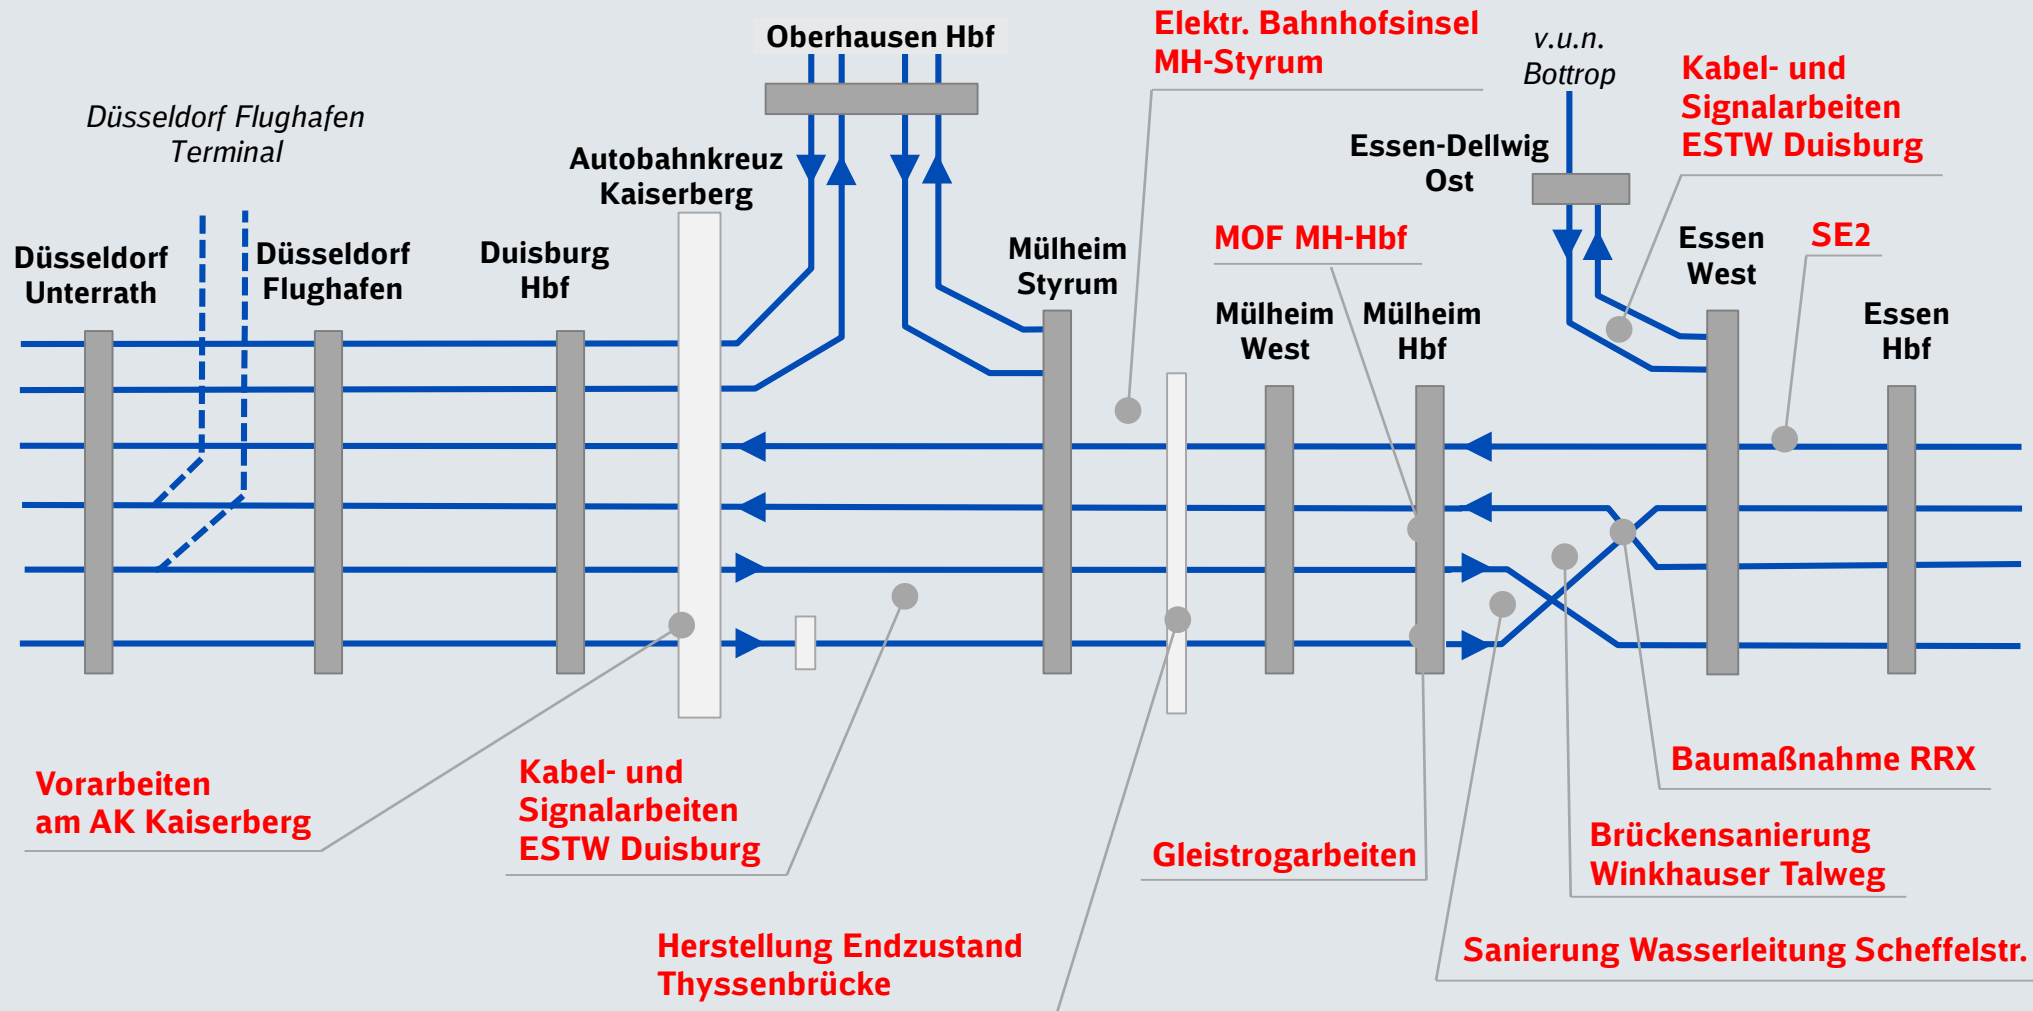 Oberhausen Hbf
Elektr. Bahnhofsinsel
MH-Styrum
v.u.n.
Bottrop
Kabel- und
Signalarbeiten
ESTW Duisburg
Düsseldorf Flughafen
Terminal
Autobahnkreuz
Kaiserberg
Essen-Dellwig
Ost
Düsseldorf
Unterrath
Düsseldorf
Flughafen
Duisburg
Hbf
Mülheim
Styrum
MOF MH-Hbf
Essen
West
SE2
Mülheim
West
Mülheim
Hbf
Essen
Hbf
Vorarbeiten
am AK Kaiserberg
Kabel- und
Signalarbeiten
ESTW Duisburg
Herstellung Endzustand
Thyssenbrücke
Gleistrogarbeiten
Baumaßnahme RRX
Brückensanierung
Winkhauser Talweg
Sanierung Wasserleitung Scheffelstr.